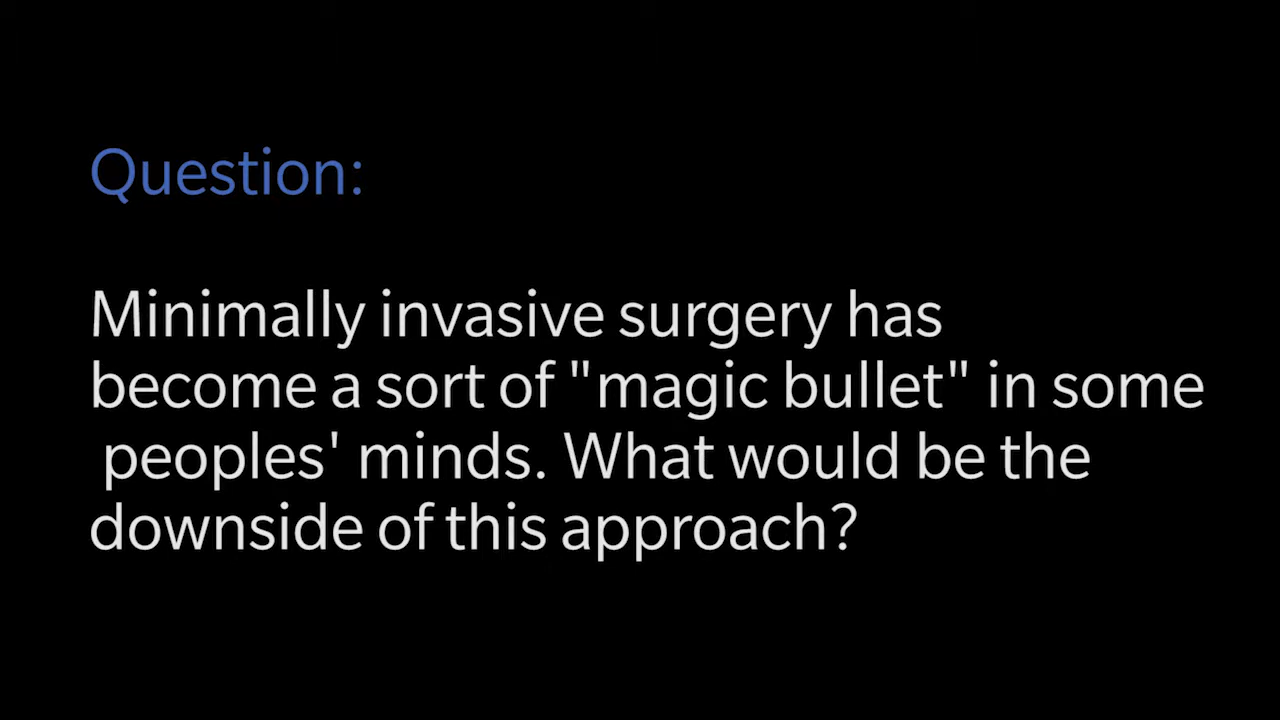 Question:
Minimally invasive surgery has
become a sort of "magic bullet" in some
peoples' minds. What would be the
downside of this approach?